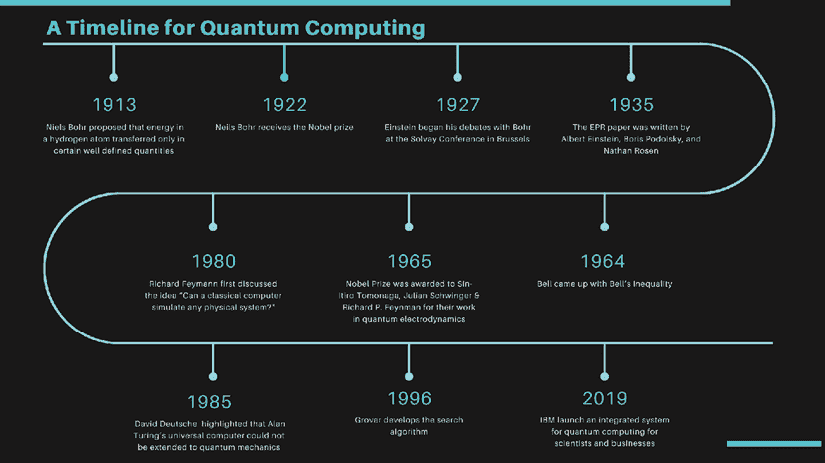 A Timeline for Quantum Computing
1913
Niels Bohr proposed that energy in
a hydrogen atom transferred only in
certain well defined quantities
1922
Neils Bohr receives the Nobel prize
1927
Einstein began his debates with Bohr
at the Solvay Conference in Brussels
1935
The EPR paper was written by
Albert Einstein, Boris Podolsky, and
Nathan Rosen
1964
Bell came up with Bell's Inequality
1965
Nobel Prize was awarded to Sin-
Itiro Tomonaga, Julian Schwinger &
Richard P. Feynman for their work
in quantum electrodynamics
1980
Richard Feymann first discussed
the idea "Can a classical computer
simulate any physical system?"
1985
David Deutsche highlighted that Alan
Turing's universal computer could not
be extended to quantum mechanics
1996
Grover develops the search
algorithm
2019
IBM launch an integrated system
for quantum computing for
scientists and businesses